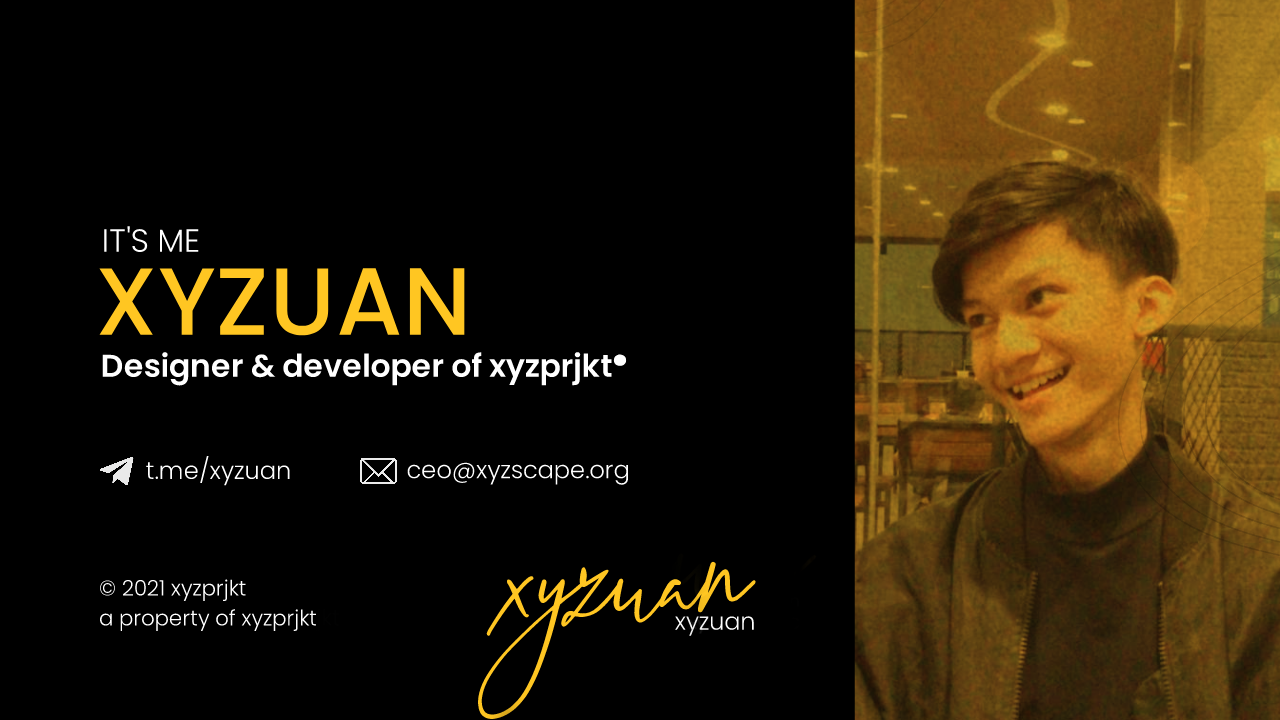 IT'S ME
XYZUAN
Designer & developer of xyzprjkt•
t.me/xyzuan
ceo@xyzscape.org
© 2021 xyzprjkt
a property of xyzprjkt
xyzuan
xyzuan